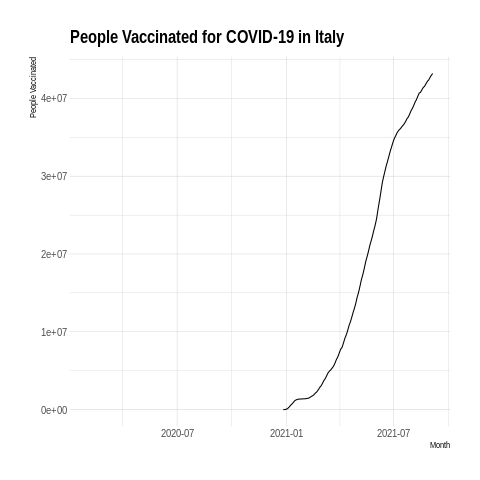 People Vaccinated for COVID-19 in Italy
People Vaccinated
4e+07
3e+07
2e+07
1e+07
0e+00
2020-07
2021-01
2021-07
Month